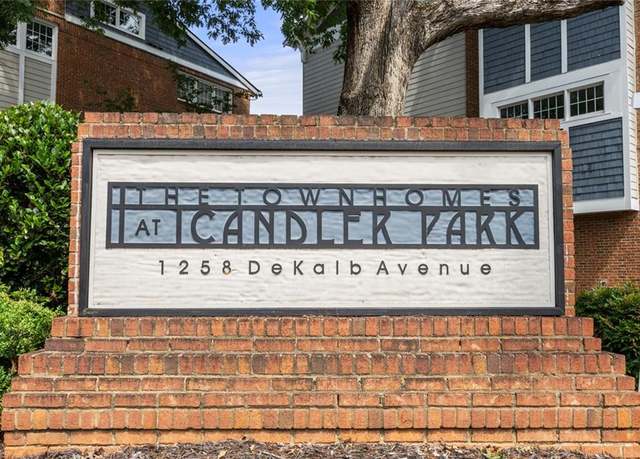 THE TOWNHOMES
AT CANDLER PARK
1258 DeKalb Avenue